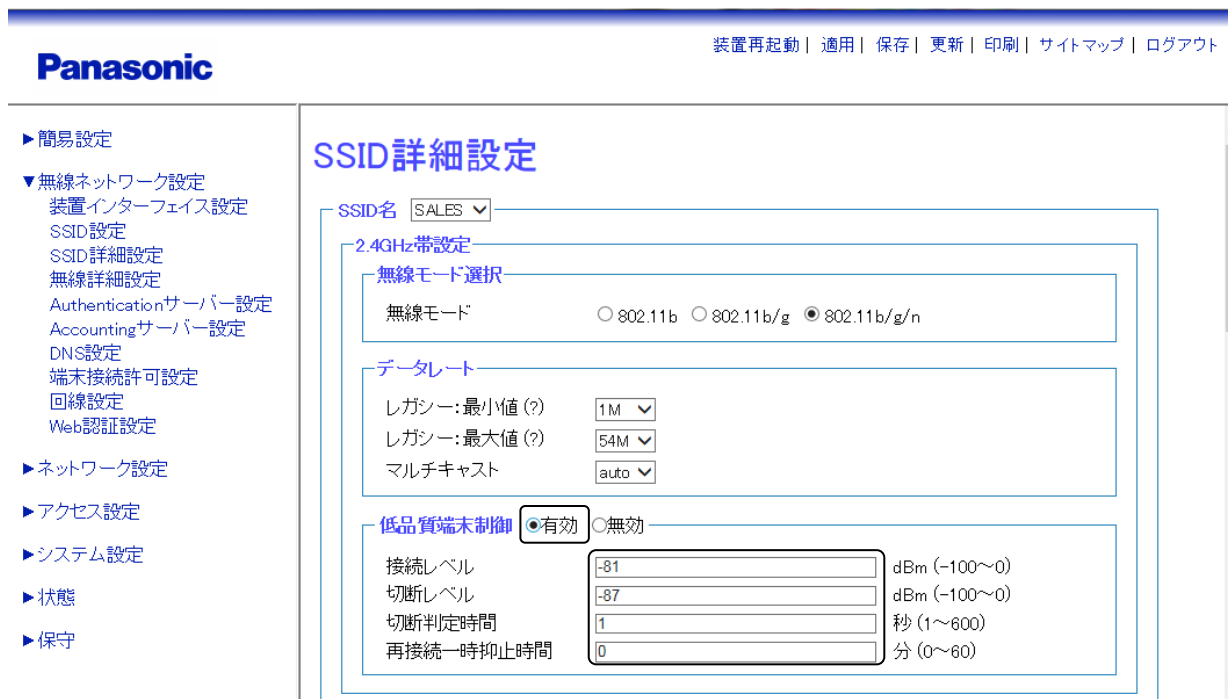 装置再起動| 適用| 保存| 更新| 印刷| サイトマップ| ログアウト
Panasonic
►簡易設定
▼無線ネットワーク設定
装置インターフェイス設定
SSID設定
SSID詳細設定
無線詳細設定
Authenticationサーバー設定
Accountingサーバー設定
DNS設定
端末接続許可設定
回線設定
Web認証設定
►ネットワーク設定
►アクセス設定
►システム設定
►状態
►保守
SSID詳細設定
SSID名 SALES
2.4GHz帯設定
無線モード選択
無線モード 802.11b 802.11b/g 802.11b/g/n
データレート
レガシー:最小値(?) 1M
レガシー:最大値(?) 54M
マルチキャスト auto
低品質端末制御 有効 無効
接続レベル -81 dBm (-100～0)
切断レベル -87 dBm (-100～0)
切断判定時間 1 秒 (1～600)
再接続一時抑止時間 0 分 (0～60)